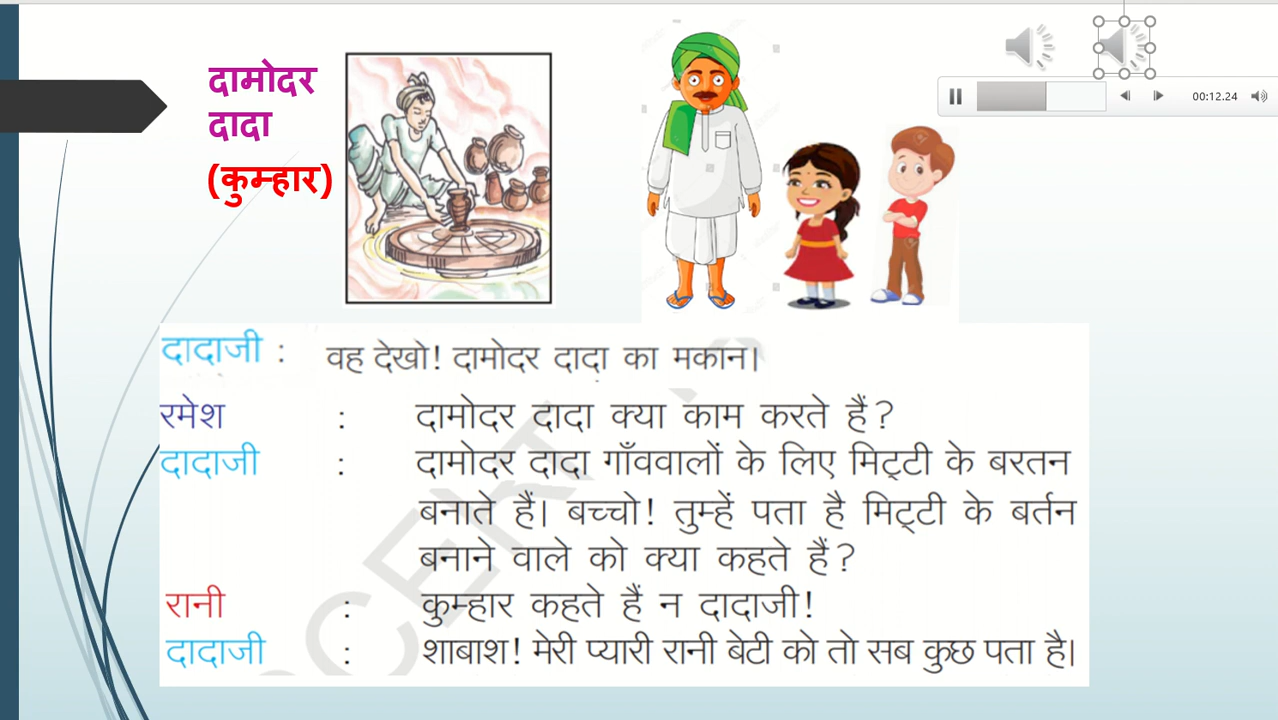 दामोदर
दादा
(कुम्हार)
00:12.24
दादाजी : वह देखो! दामोदर दादा का मकान।
रमेश : दामोदर दादा क्या काम करते हैं?
दादाजी : दामोदर दादा गाँववालों के लिए मिट्टी के बरतन
बनाते हैं। बच्चो! तुम्हें पता है मिट्टी के बर्तन
बनाने वाले को क्या कहते हैं?
रानी : कुम्हार कहते हैं न दादाजी!
दादाजी : शाबाश! मेरी प्यारी रानी बेटी को तो सब कुछ पता है।